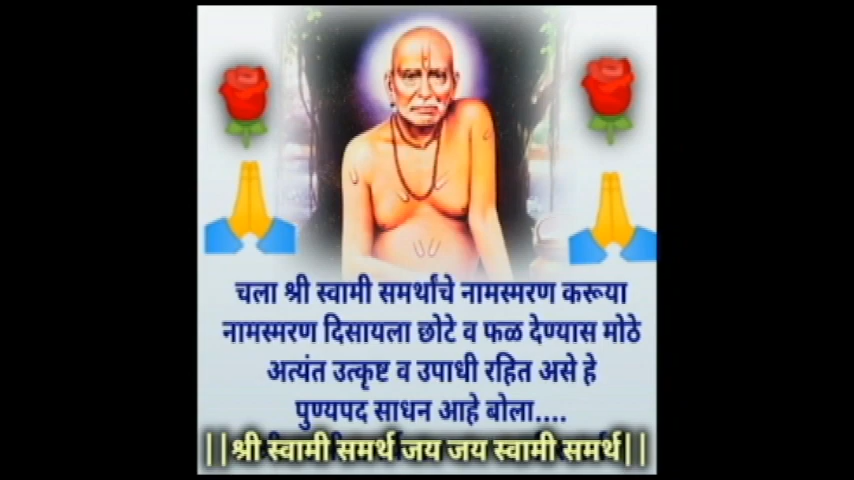 चला श्री स्वामी समर्थांचे नामस्मरण करूया
नामस्मरण दिसायला छोटे व फळ देण्यास मोठे
अत्यंत उत्कृष्ट व उपाधी रहित असे हे
पुण्यपद साधन आहे बोला....
||श्री स्वामी समर्थ जय जय स्वामी समर्थ||